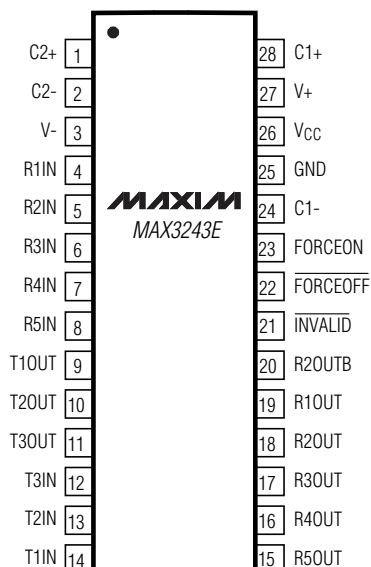 C2+ 1 28 C1+
C2- 2 27 V+
V- 3 26 VCC
R1IN 4 25 GND
R2IN 5 MAXIM 24 C1-
R3IN 6 MAX3243E 23 FORCEON
R4IN 7 22 FORCEOFF
R5IN 8 21 INVALID
T1OUT 9 20 R2OUTB
T2OUT 10 19 R1OUT
T3OUT 11 18 R2OUT
T3IN 12 17 R3OUT
T2IN 13 16 R4OUT
T1IN 14 15 R5OUT